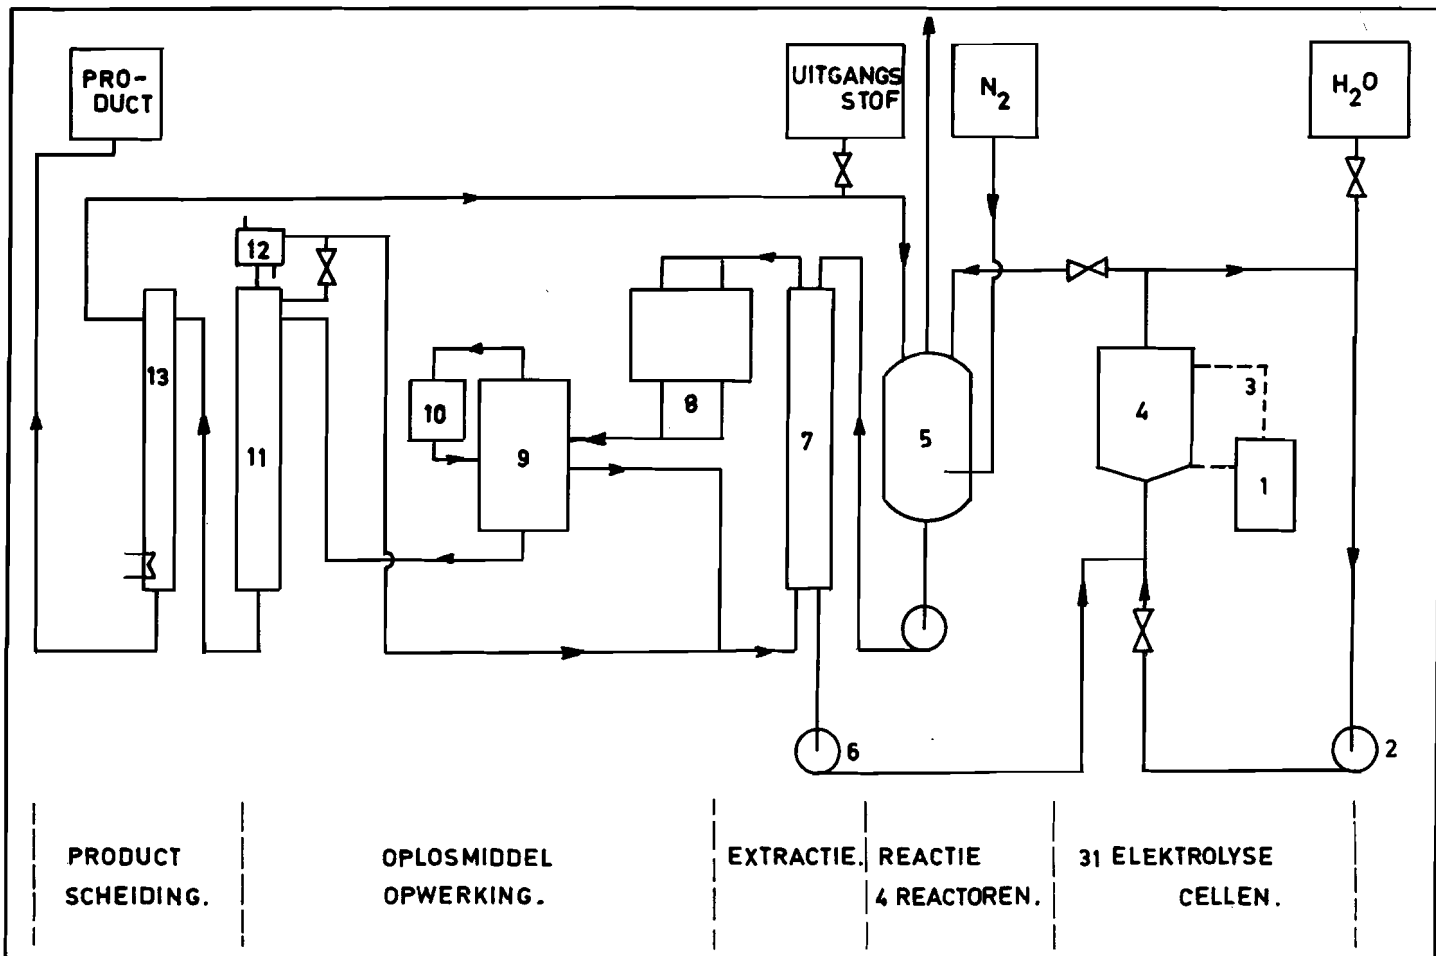 PRO-
DUCT
UITGANGS
STOF
N2
H2O
12
13
11
10
9
8
7
5
4
3
1
6
2
PRODUCT
SCHEIDING.
OPLOSMIDDEL
OPWERKING.
EXTRACTIE.
REACTIE
4 REACTOREN.
31 ELEKTROLYSE
CELLEN.